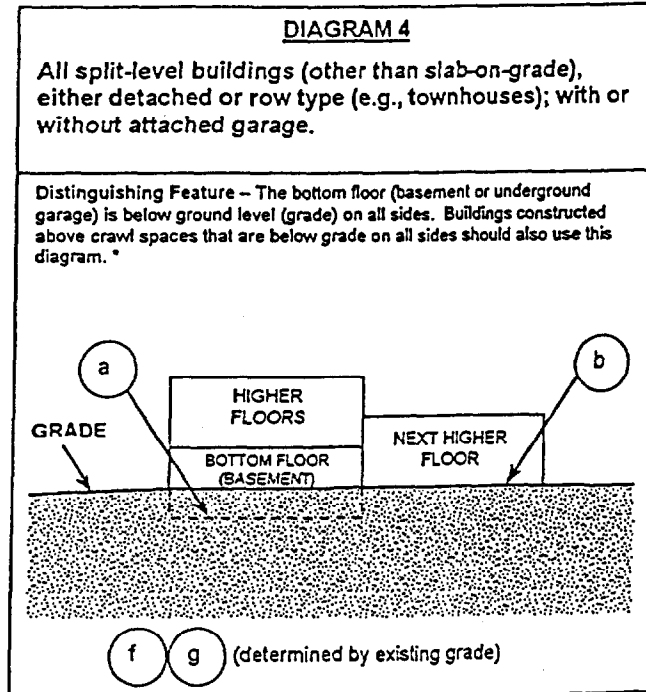 DIAGRAM 4
All split-level buildings (other than slab-on-grade),
either detached or row type (e.g., townhouses); with or
without attached garage.
Distinguishing Feature – The bottom floor (basement or underground
garage) is below ground level (grade) on all sides. Buildings constructed
above crawl spaces that are below grade on all sides should also use this
diagram. *
a
b
HIGHER
FLOORS
GRADE
NEXT HIGHER
FLOOR
BOTTOM FLOOR
(BASEMENT)
f g (determined by existing grade)